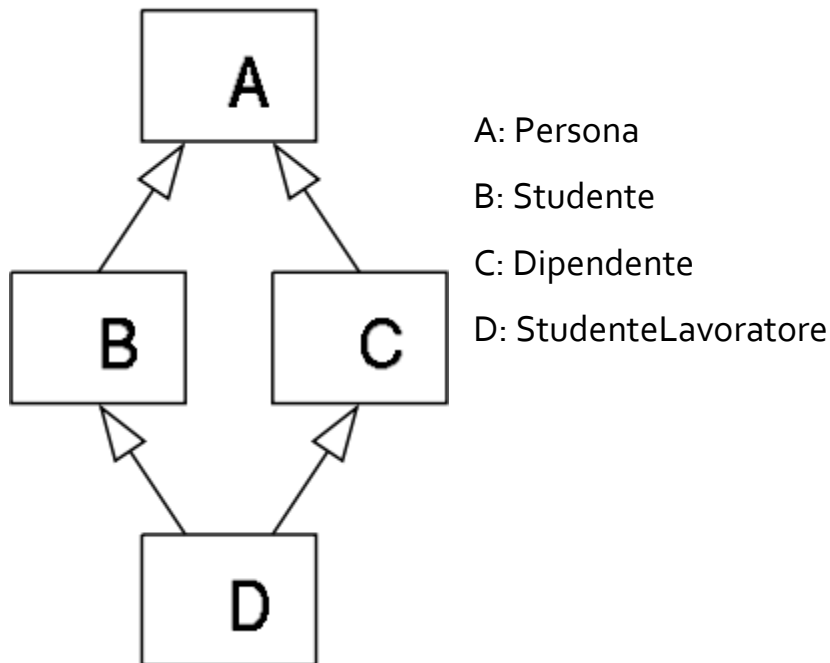 A
A: Persona
B: Studente
C: Dipendente
D: StudenteLavoratore
B
C
D